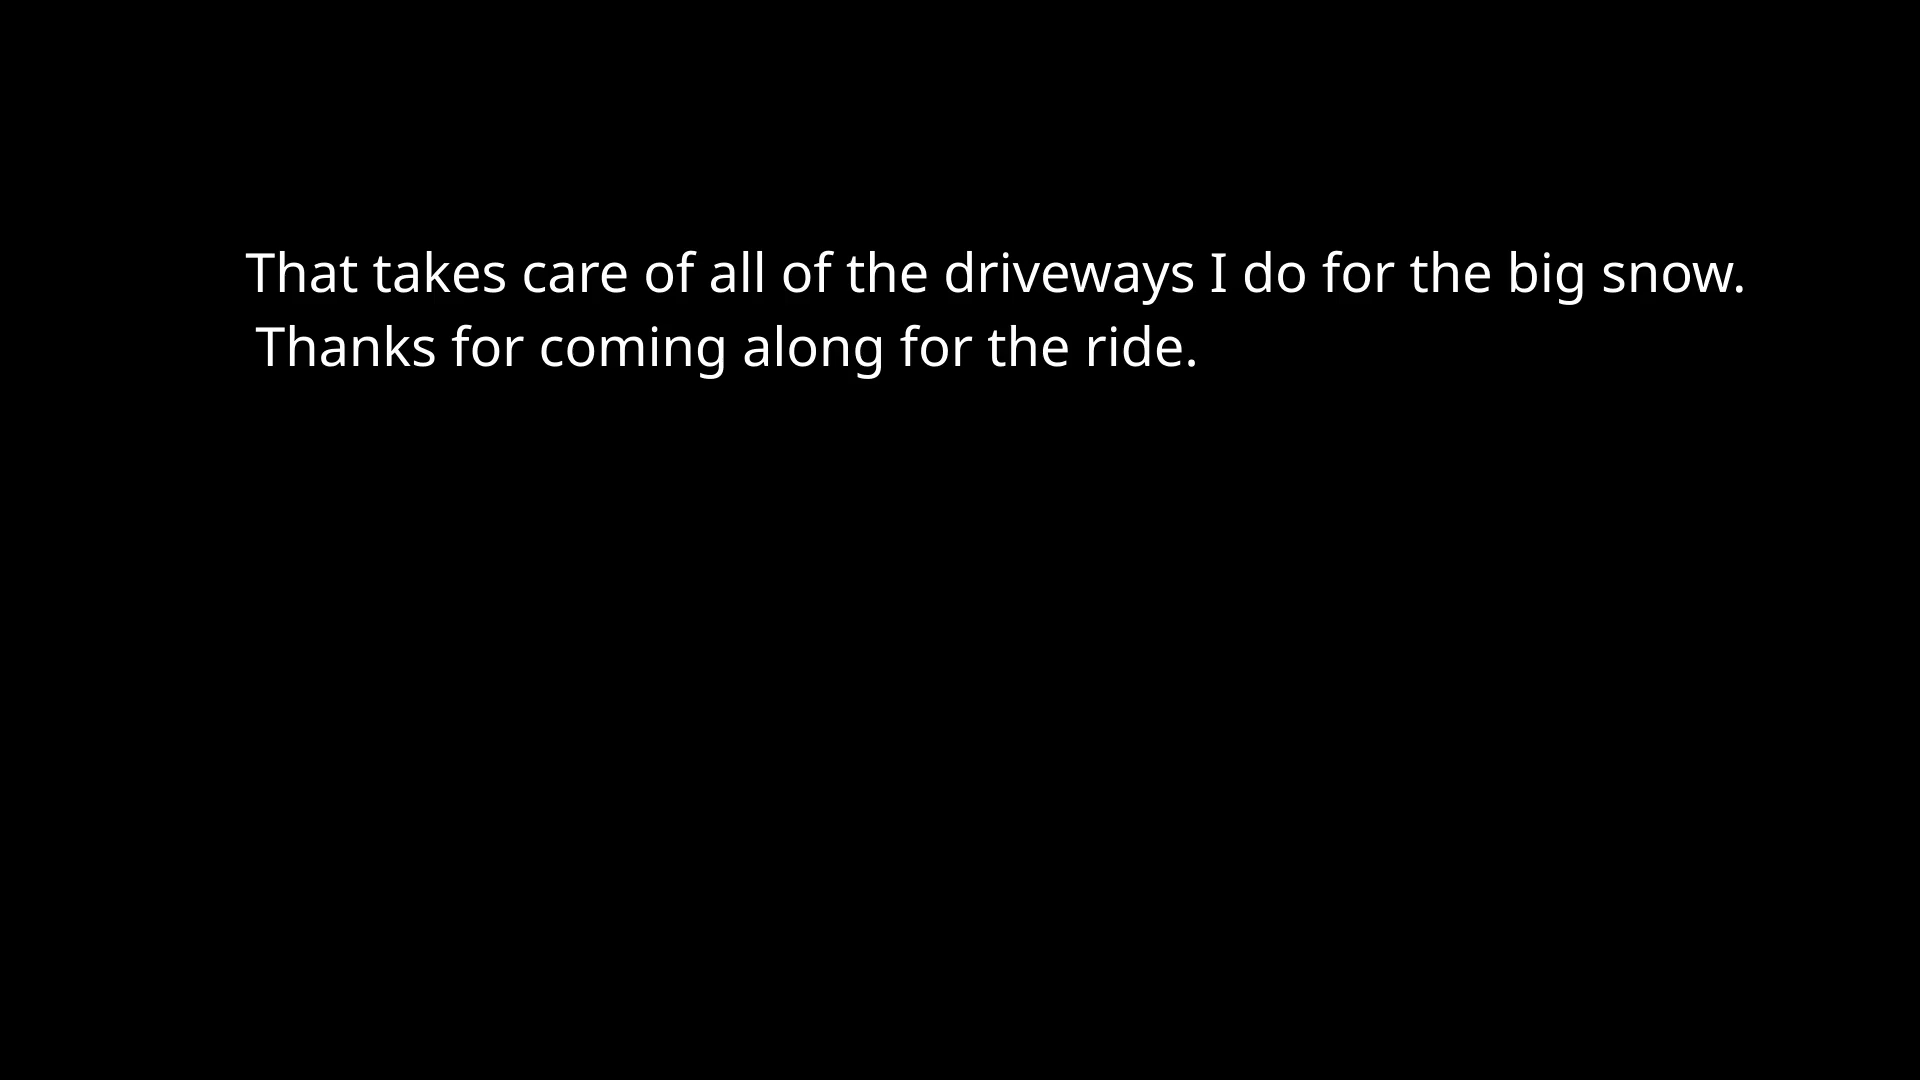 That takes care of all of the driveways I do for the big snow.
Thanks for coming along for the ride.